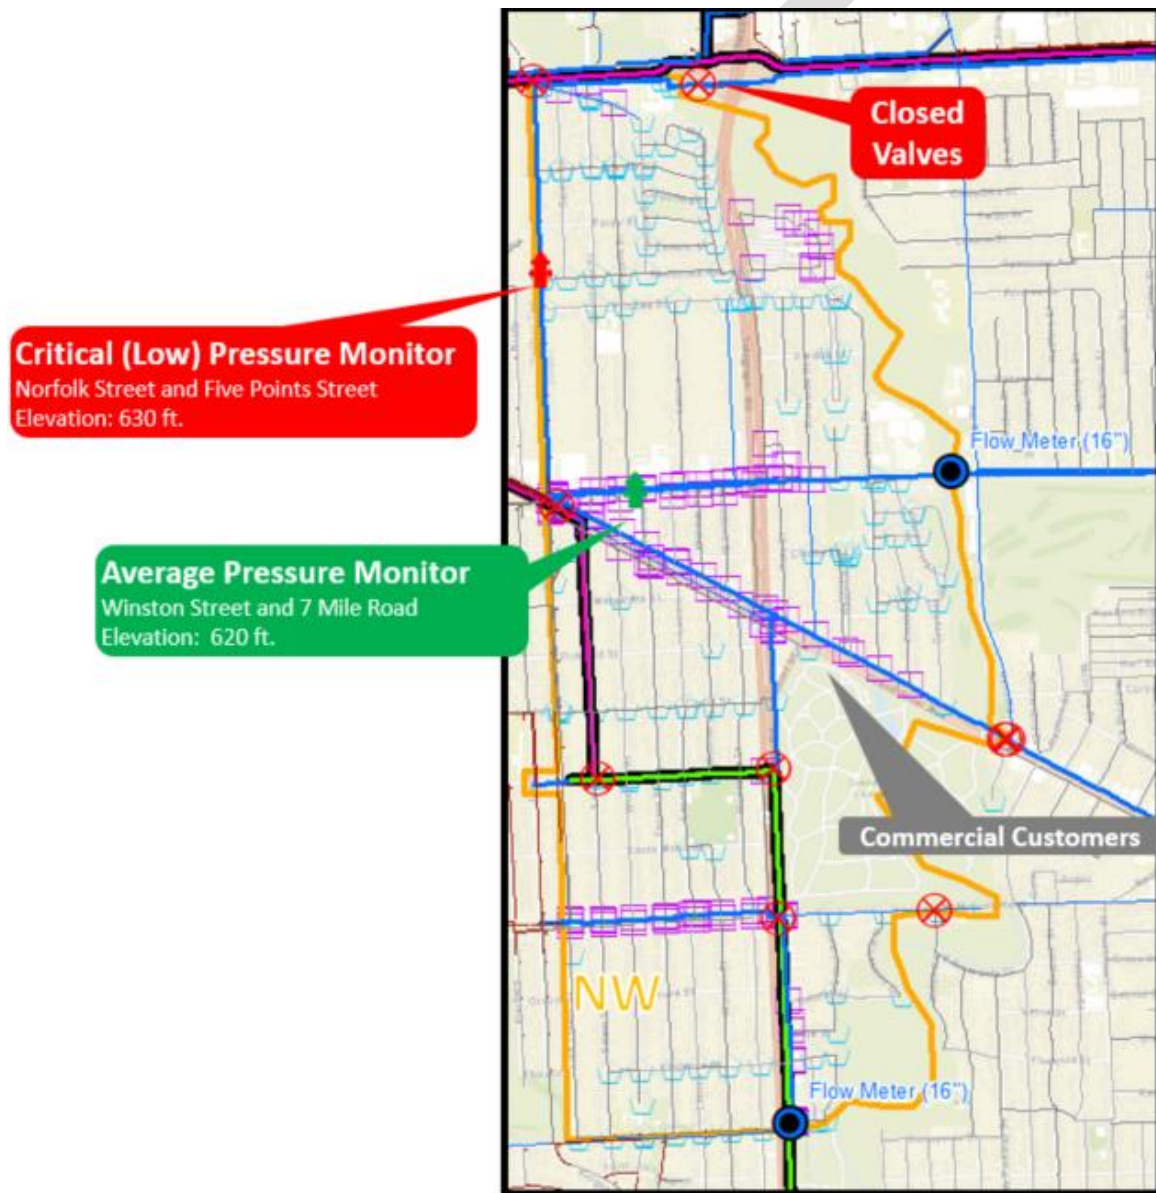 Closed
Valves
Critical (Low) Pressure Monitor
Norfolk Street and Five Points Street
Elevation: 630 ft.
Flow Meter (16")
Average Pressure Monitor
Winston Street and 7 Mile Road
Elevation:  620 ft.
Commercial Customers
NW
Flow Meter (16")